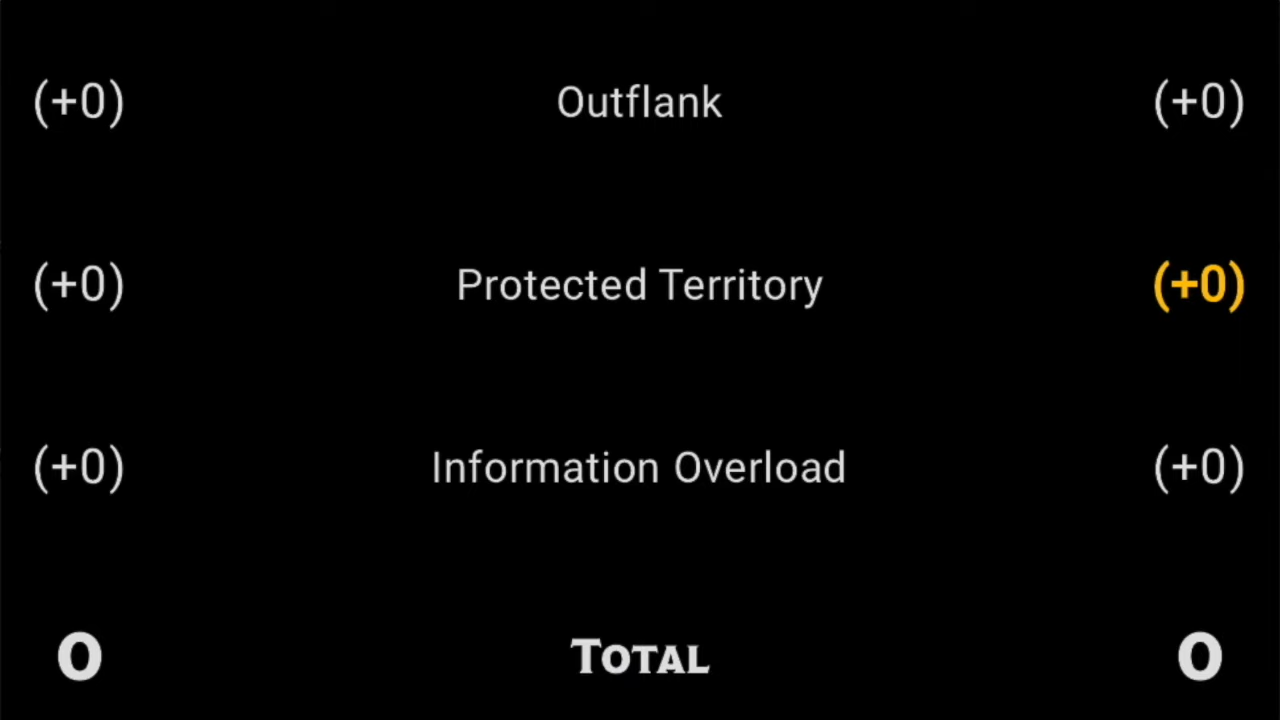 (+0) Outflank (+0)
(+0) Protected Territory (+0)
(+0) Information Overload (+0)
0 Total 0